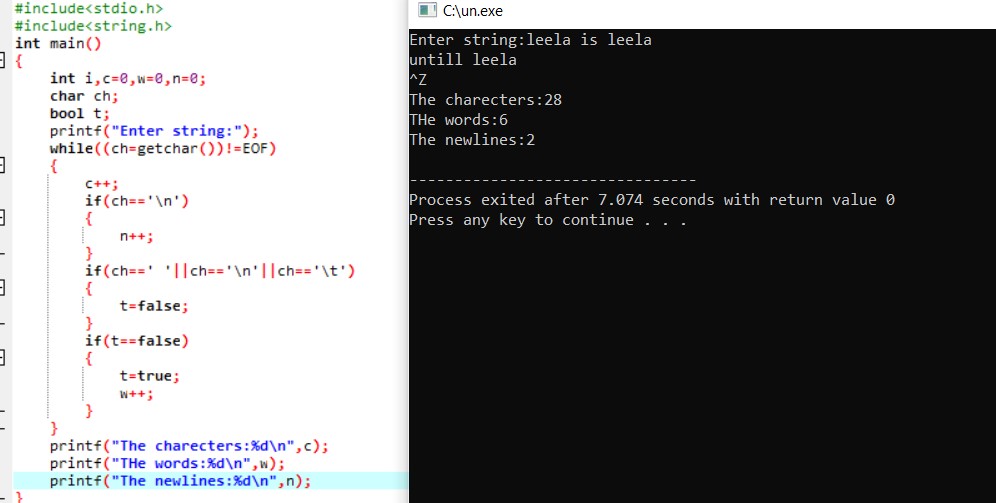 #include<stdio.h>
#include<string.h>
int main()
{
int i,c=0,w=0,n=0;
char ch;
bool t;
printf("Enter string:");
while((ch=getchar())!=EOF)
{
c++;
if(ch=='\n')
{
n++;
}
if(ch==' '||ch=='\n'||ch=='\t')
{
t=false;
}
if(t==false)
{
t=true;
w++;
}
}
printf("The charecters:%d\n",c);
printf("THe words:%d\n",w);
printf("The newlines:%d\n",n);
}
C:\un.exe
Enter string:leela is leela
untill leela
^Z
The charecters:28
THe words:6
The newlines:2
--------------------------------
Process exited after 7.074 seconds with return value 0
Press any key to continue . . .